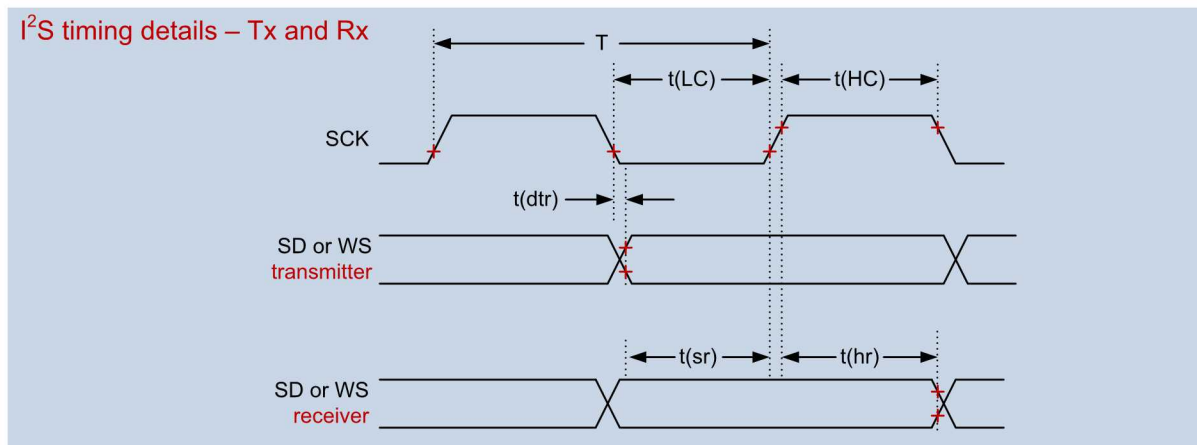 I²S timing details – Tx and Rx
T
t(LC)
t(HC)
SCK
t(dtr)
SD or WS
transmitter
t(sr)
t(hr)
SD or WS
receiver